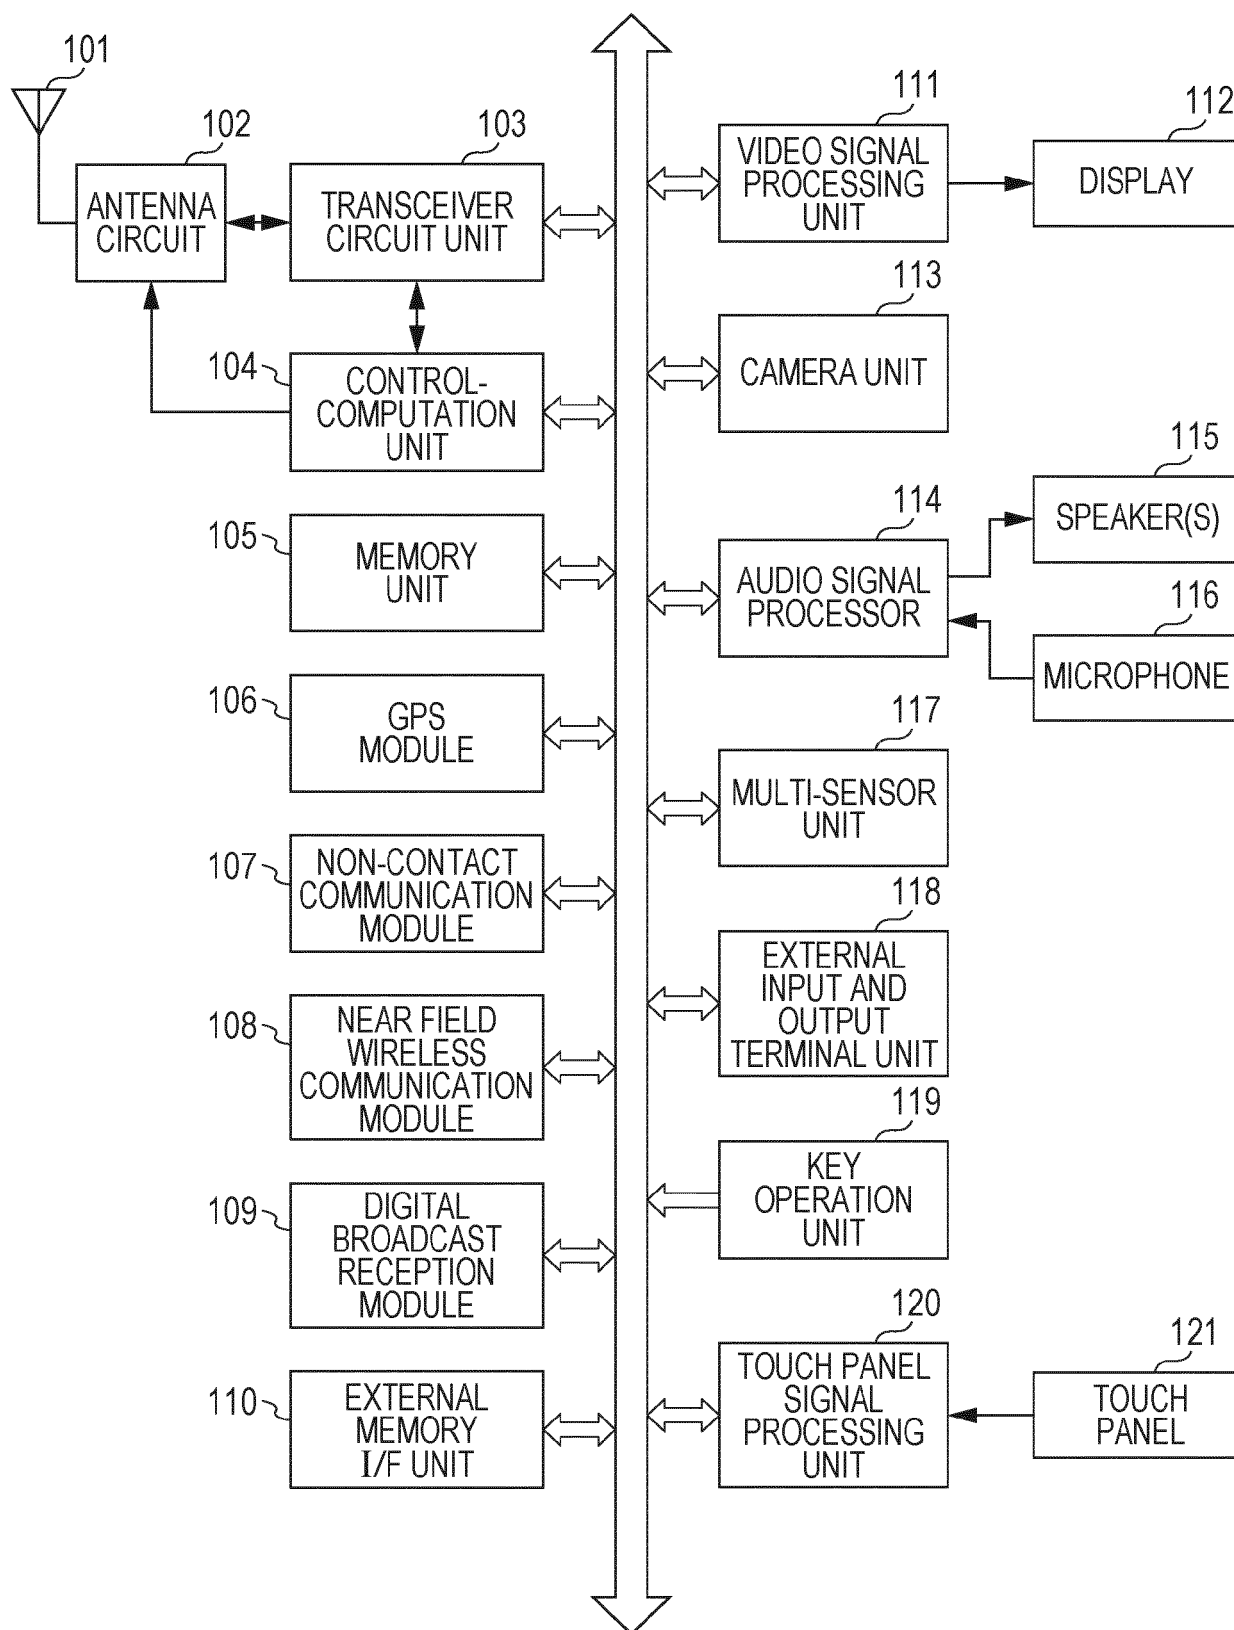 101
102
ANTENNA
CIRCUIT
103
TRANSCEIVER
CIRCUIT UNIT
104
CONTROL-
COMPUTATION
UNIT
105
MEMORY
UNIT
106
GPS
MODULE
107
NON-CONTACT
COMMUNICATION
MODULE
108
NEAR FIELD
WIRELESS
COMMUNICATION
MODULE
109
DIGITAL
BROADCAST
RECEPTION
MODULE
110
EXTERNAL
MEMORY
I/F UNIT
111
VIDEO SIGNAL
PROCESSING
UNIT
112
DISPLAY
113
CAMERA UNIT
114
AUDIO SIGNAL
PROCESSOR
115
SPEAKER(S)
116
MICROPHONE
117
MULTI-SENSOR
UNIT
118
EXTERNAL
INPUT AND
OUTPUT
TERMINAL UNIT
119
KEY
OPERATION
UNIT
120
TOUCH PANEL
SIGNAL
PROCESSING
UNIT
121
TOUCH
PANEL